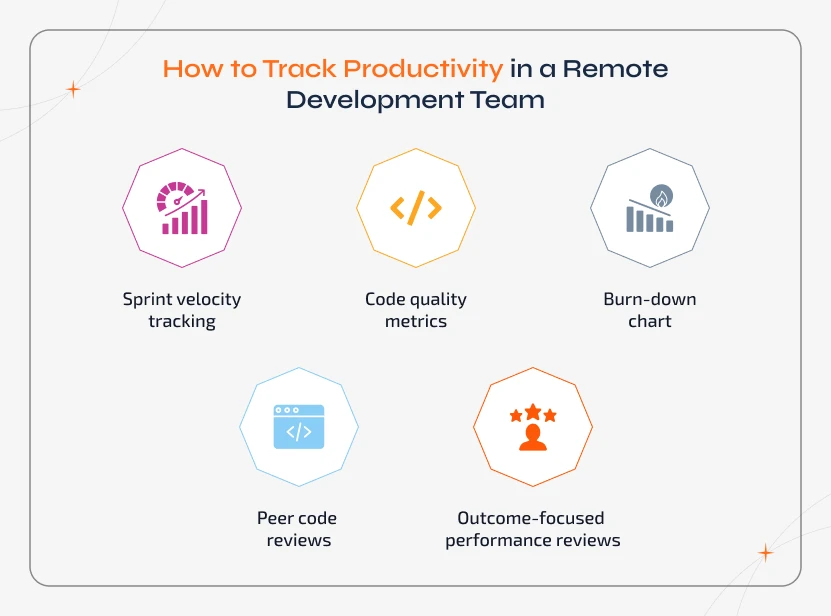 How to Track Productivity in a Remote
Development Team
Sprint velocity
tracking
Code quality
metrics
Burn-down
chart
Peer code
reviews
Outcome-focused
performance reviews